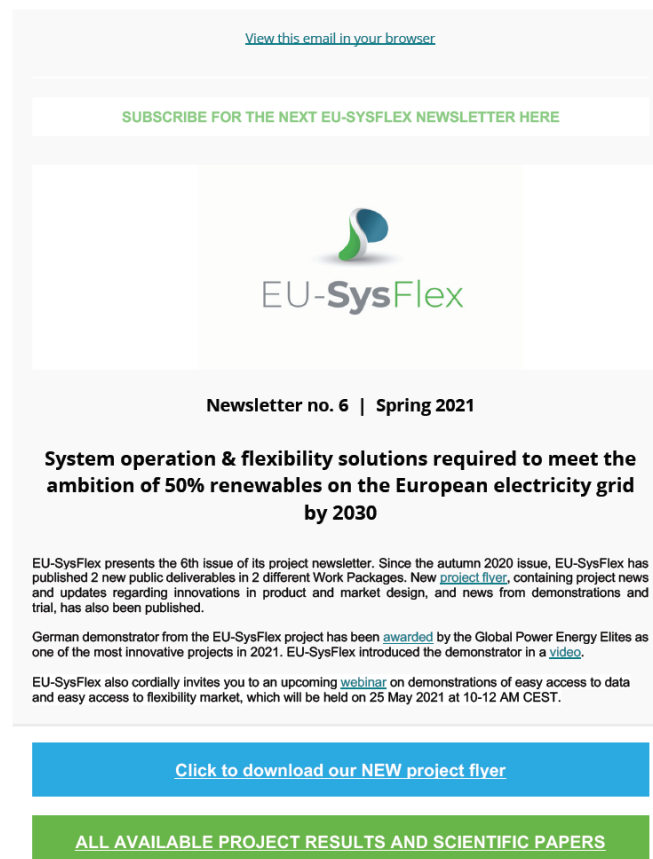 View this email in your browser
SUBSCRIBE FOR THE NEXT EU-SYSFLEX NEWSLETTER HERE
EU-SysFlex
Newsletter no. 6 | Spring 2021
System operation & flexibility solutions required to meet the
ambition of 50% renewables on the European electricity grid
by 2030
EU-SysFlex presents the 6th issue of its project newsletter. Since the autumn 2020 issue, EU-SysFlex has
published 2 new public deliverables in 2 different Work Packages. New project flyer, containing project news
and updates regarding innovations in product and market design, and news from demonstrations and
trial, has also been published.
German demonstrator from the EU-SysFlex project has been awarded by the Global Power Energy Elites as
one of the most innovative projects in 2021. EU-SysFlex introduced the demonstrator in a video.
EU-SysFlex also cordially invites you to an upcoming webinar on demonstrations of easy access to data
and easy access to flexibility market, which will be held on 25 May 2021 at 10-12 AM CEST.
Click to download our NEW project flyer
ALL AVAILABLE PROJECT RESULTS AND SCIENTIFIC PAPERS